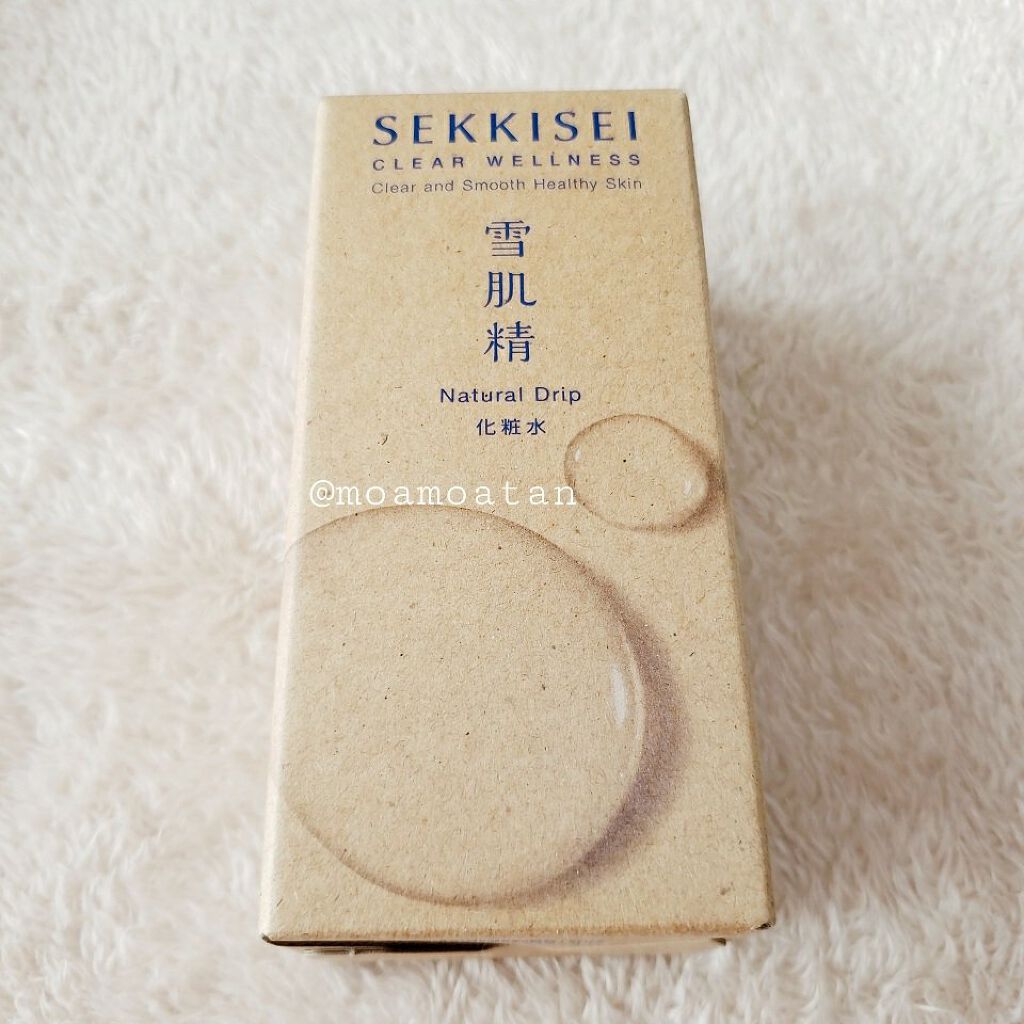 SEKKISEI
CLEAR WELLNESS
Clear and Smooth Healthy Skin
雪
肌
精
Natural Drip
化粧水
@moamoatan